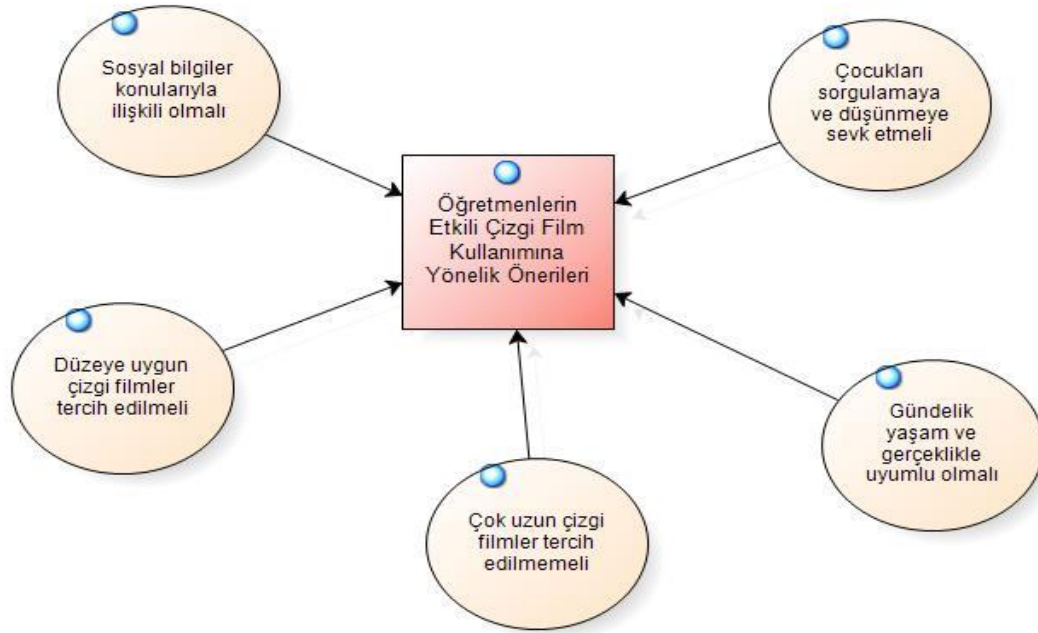 Sosyal bilgiler
konularıyla
ilişkili olmalı
Çocukları
sorgulamaya
ve düşünmeye
sevk etmeli
Öğretmenlerin
Etkili Çizgi Film
Kullanımına
Yönelik Önerileri
Düzeye uygun
çizgi filmler
tercih edilmeli
Gündelik
yaşam ve
gerçeklikle
uyumlu olmalı
Çok uzun çizgi
filmler tercih
edilmemeli